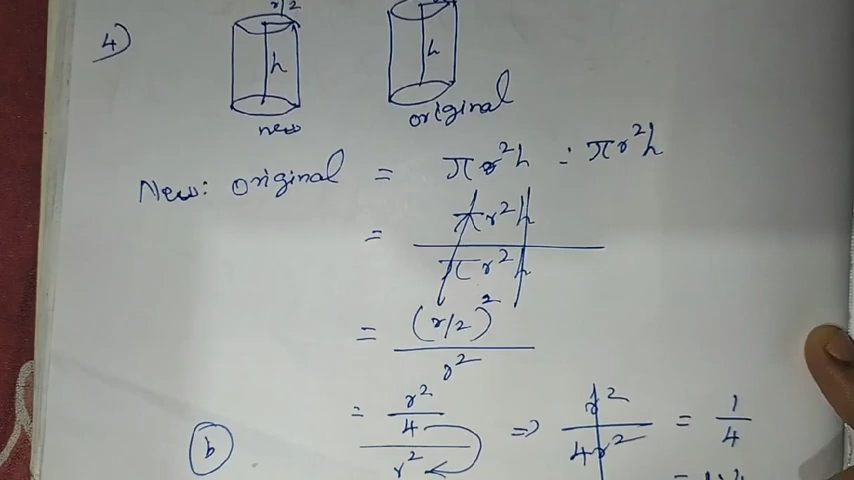 4)
r/2
h
h
new
original
New: original = πr²h : πr²h
= πr²h / πr²h
= (r/2)² / r²
= r²/4 / r² ⇒ r² / 4r² = 1/4
b